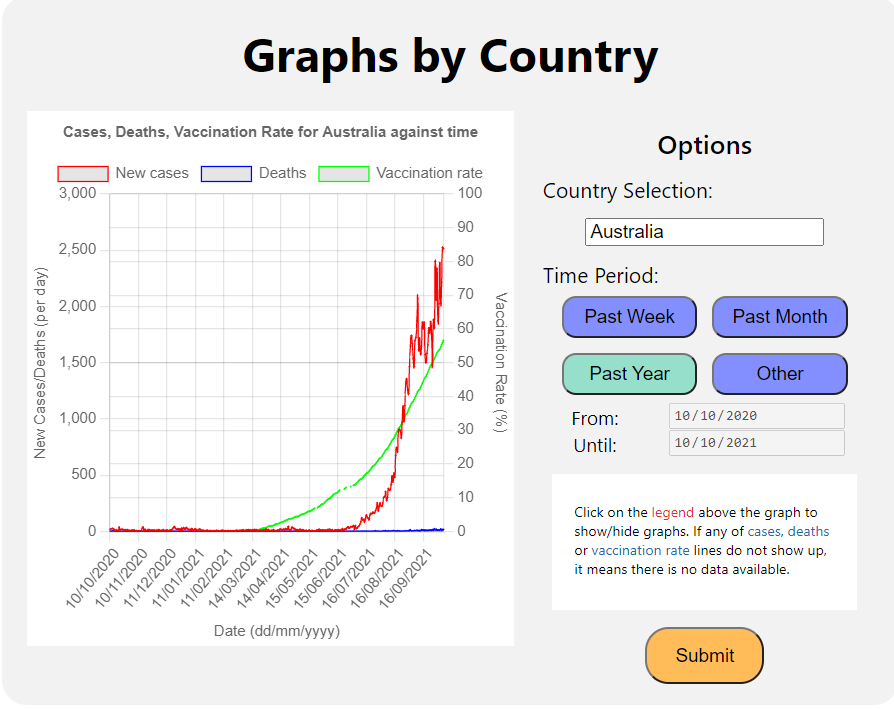 Graphs by Country
Cases, Deaths, Vaccination Rate for Australia against time
New cases Deaths Vaccination rate
New Cases/Deaths (per day)
3,000
2,500
2,000
1,500
1,000
500
0
100
90
80
70
60
50
40
30
20
10
0
Vaccination Rate (%)
10/10/2020
10/11/2020
11/12/2020
11/01/2021
11/02/2021
14/03/2021
14/04/2021
15/05/2021
15/06/2021
16/07/2021
16/08/2021
16/09/2021
Date (dd/mm/yyyy)
Options
Country Selection:
Australia
Time Period:
Past Week Past Month
Past Year Other
From: 10/10/2020
Until: 10/10/2021
Click on the legend above the graph to
show/hide graphs. If any of cases, deaths
or vaccination rate lines do not show up,
it means there is no data available.
Submit